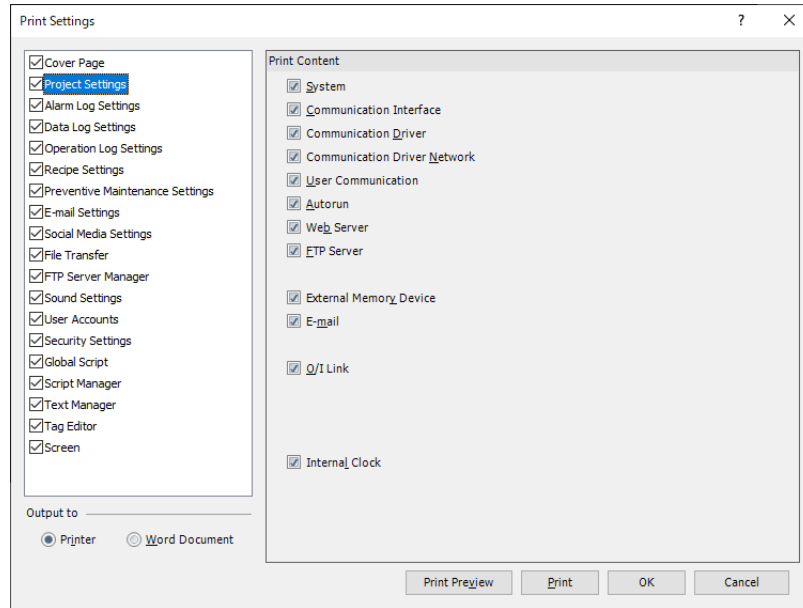 Print Settings
?
Cover Page
Project Settings
Alarm Log Settings
Data Log Settings
Operation Log Settings
Recipe Settings
Preventive Maintenance Settings
E-mail Settings
Social Media Settings
File Transfer
FTP Server Manager
Sound Settings
User Accounts
Security Settings
Global Script
Script Manager
Text Manager
Tag Editor
Screen
Output to
Printer Word Document
Print Content
System
Communication Interface
Communication Driver
Communication Driver Network
User Communication
Autorun
Web Server
FTP Server
External Memory Device
E-mail
O/I Link
Internal Clock
Print Preview Print OK Cancel